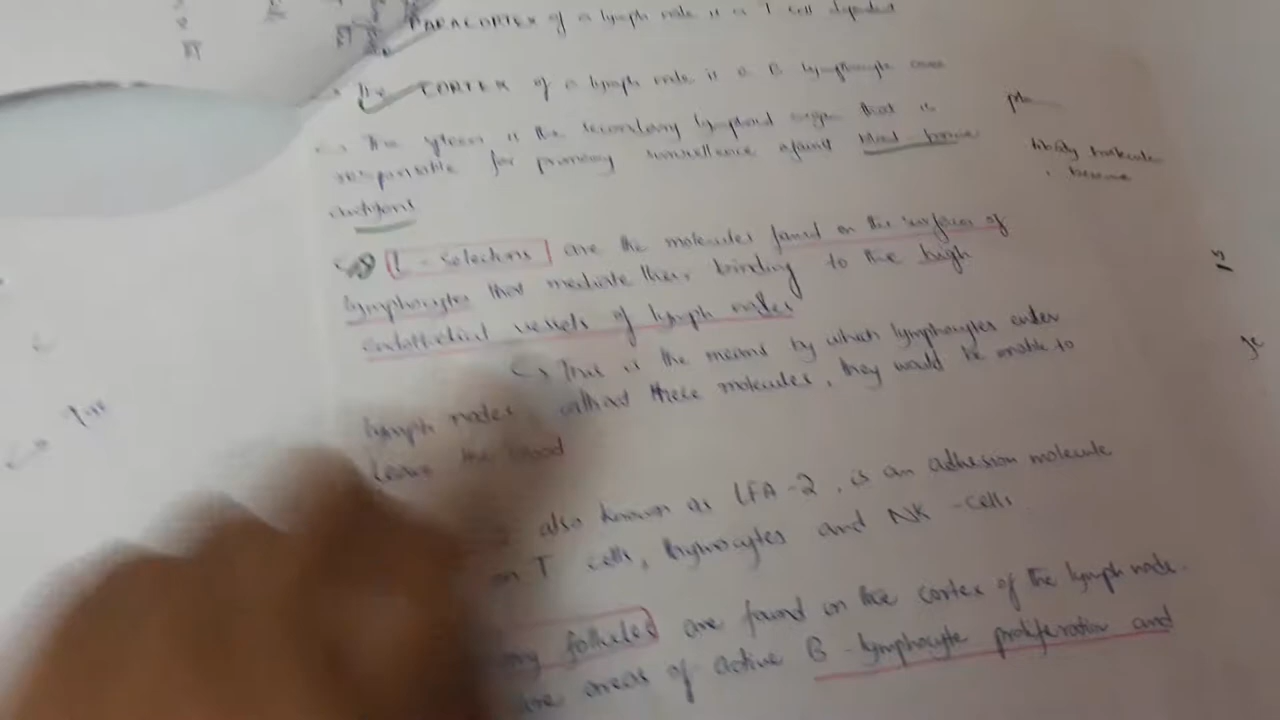 PARACORTEX of a lymph node is a T cell dependent
The CORTEX of a lymph node is a B lymphocyte area
The spleen is the secondary lymphoid organ that is
responsible for primary surveillance against blood borne
antigens
L-selectins are the molecules found on the surface of
lymphocytes that mediate their binding to the high
endothelial vessels of lymph nodes
This is the means by which lymphocytes enter
lymph nodes without these molecules, they would be unable to
leave the blood
also known as LFA-2, is an adhesion molecule
on T cells, thymocytes and NK-cells
follicles are found in the cortex of the lymph node.
are areas of active B-lymphocyte proliferation and